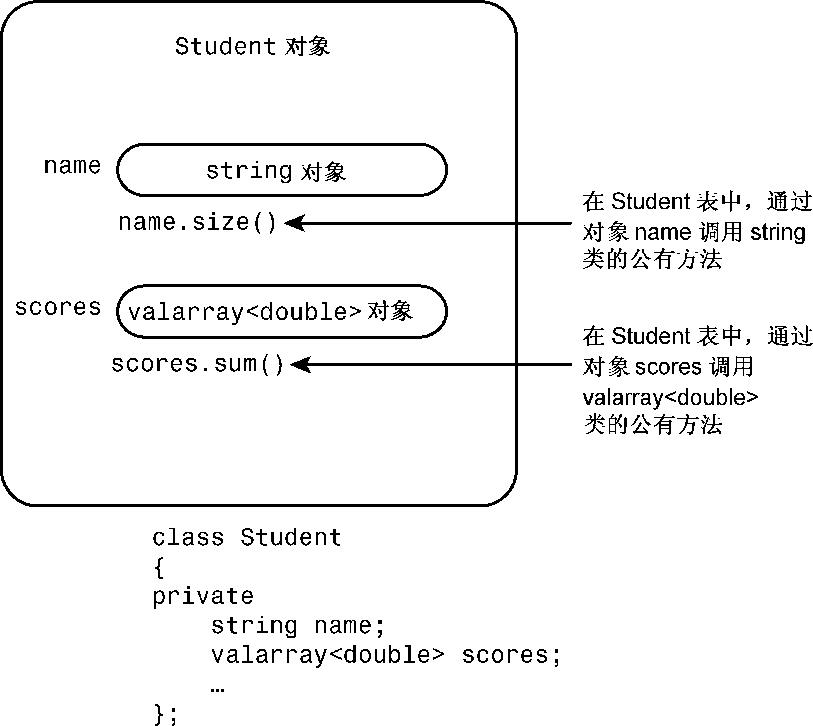 Student 对象
name
string 对象
name.size()
在 Student 表中，通过
对象 name 调用 string
类的公有方法
scores
valarray<double> 对象
scores.sum()
在 Student 表中，通过
对象 scores 调用
valarray<double>
类的公有方法
class Student
{
private
    string name;
    valarray<double> scores;
    …
};